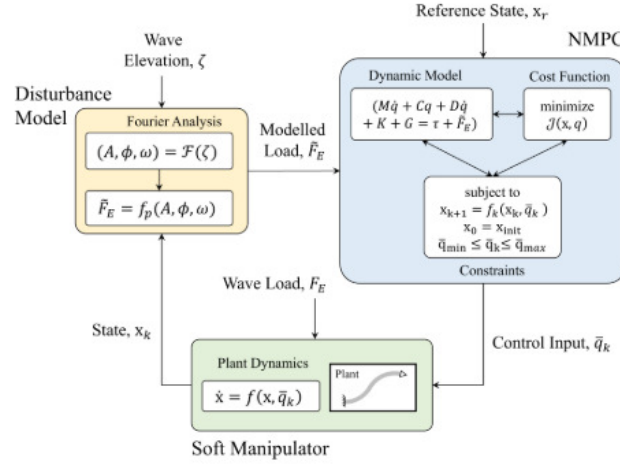 Reference State, x_r
NMPC
Wave
Elevation, ζ
Disturbance
Model
Fourier Analysis
(A, ϕ, ω) = ℱ(ζ)
F̃_E = f_p(A, ϕ, ω)
Modelled
Load, F̃_E
Dynamic Model
(Mq̈ + Cq + Dq̇
+ K + G = τ + F̃_E)
Cost Function
minimize
𝒥(x, q)
subject to
x_{k+1} = f_k(x_k, q̄_k)
x_0 = x_init
q̄_min ≤ q̄_k ≤ q̄_max
Constraints
Wave Load, F_E
State, x_k
Control Input, q̄_k
Plant Dynamics
ẋ = f(x, q̄_k)
Plant
Soft Manipulator